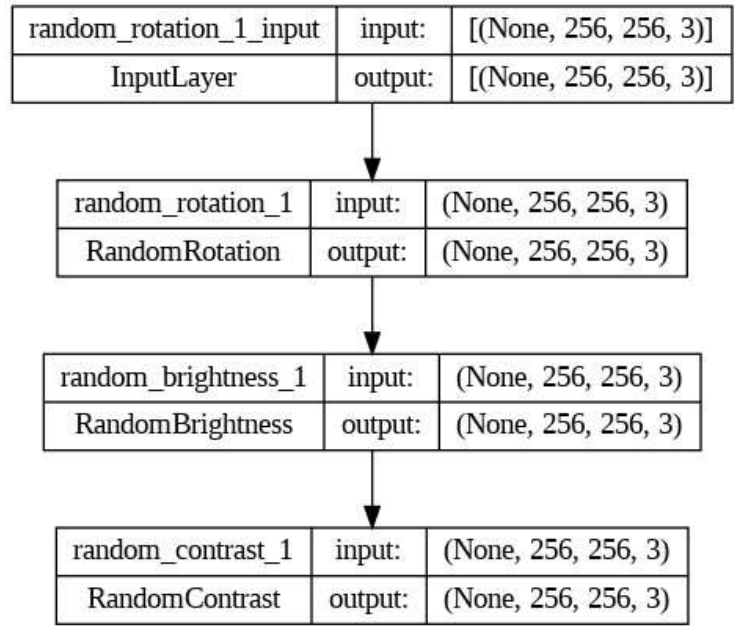 random_rotation_1_input input: [(None, 256, 256, 3)]
InputLayer output: [(None, 256, 256, 3)]
random_rotation_1 input: (None, 256, 256, 3)
RandomRotation output: (None, 256, 256, 3)
random_brightness_1 input: (None, 256, 256, 3)
RandomBrightness output: (None, 256, 256, 3)
random_contrast_1 input: (None, 256, 256, 3)
RandomContrast output: (None, 256, 256, 3)